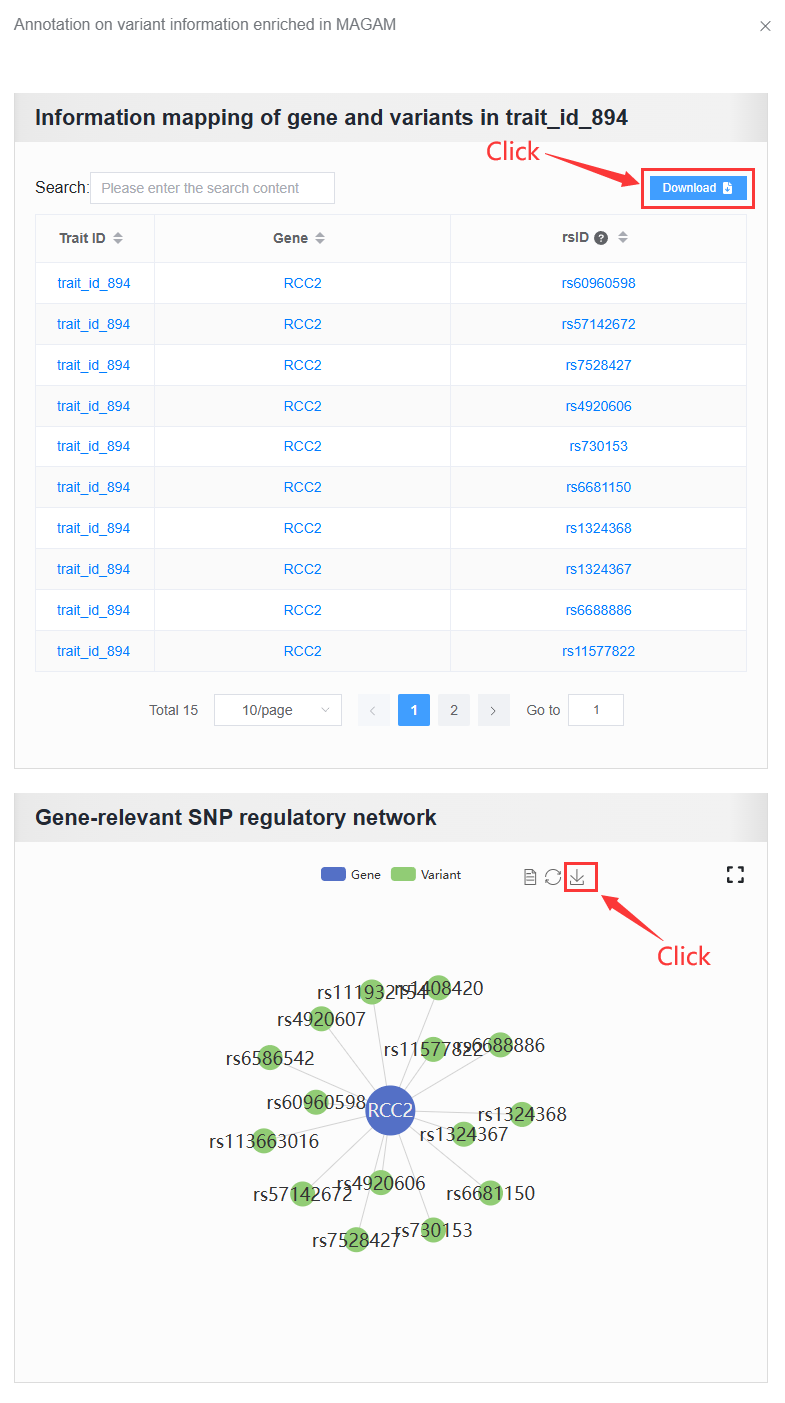 Annotation on variant information enriched in MAGAM
Information mapping of gene and variants in trait_id_894
Click
Search: Please enter the search content Download
Trait ID Gene rsID ?
trait_id_894 RCC2 rs60960598
trait_id_894 RCC2 rs57142672
trait_id_894 RCC2 rs7528427
trait_id_894 RCC2 rs4920606
trait_id_894 RCC2 rs730153
trait_id_894 RCC2 rs6681150
trait_id_894 RCC2 rs1324368
trait_id_894 RCC2 rs1324367
trait_id_894 RCC2 rs6688886
trait_id_894 RCC2 rs11577822
Total 15 10/page 1 2 Go to 1
Gene-relevant SNP regulatory network
Gene Variant
Click
rs111932154 rs1408420
rs4920607
rs11577822 rs6688886
rs6586542
rs60960598 RCC2 rs1324368
rs113663016 rs1324367
rs57142672 rs4920606 rs6681150
rs7528427 rs730153